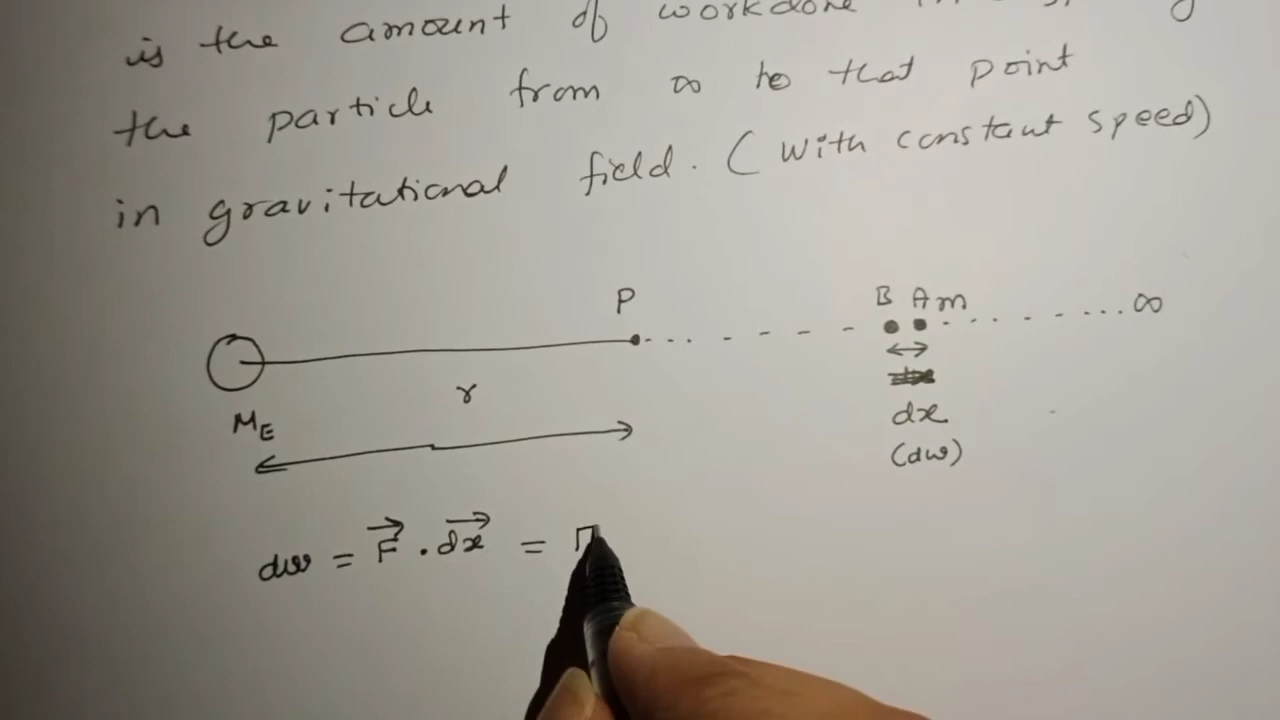 is the amount of workdone
the particle from ∞ to that point
in gravitational field. (with constant speed)
P
B A m
∞
r
M_E
dx
(dw)
dw = F⃗ . dx⃗ =